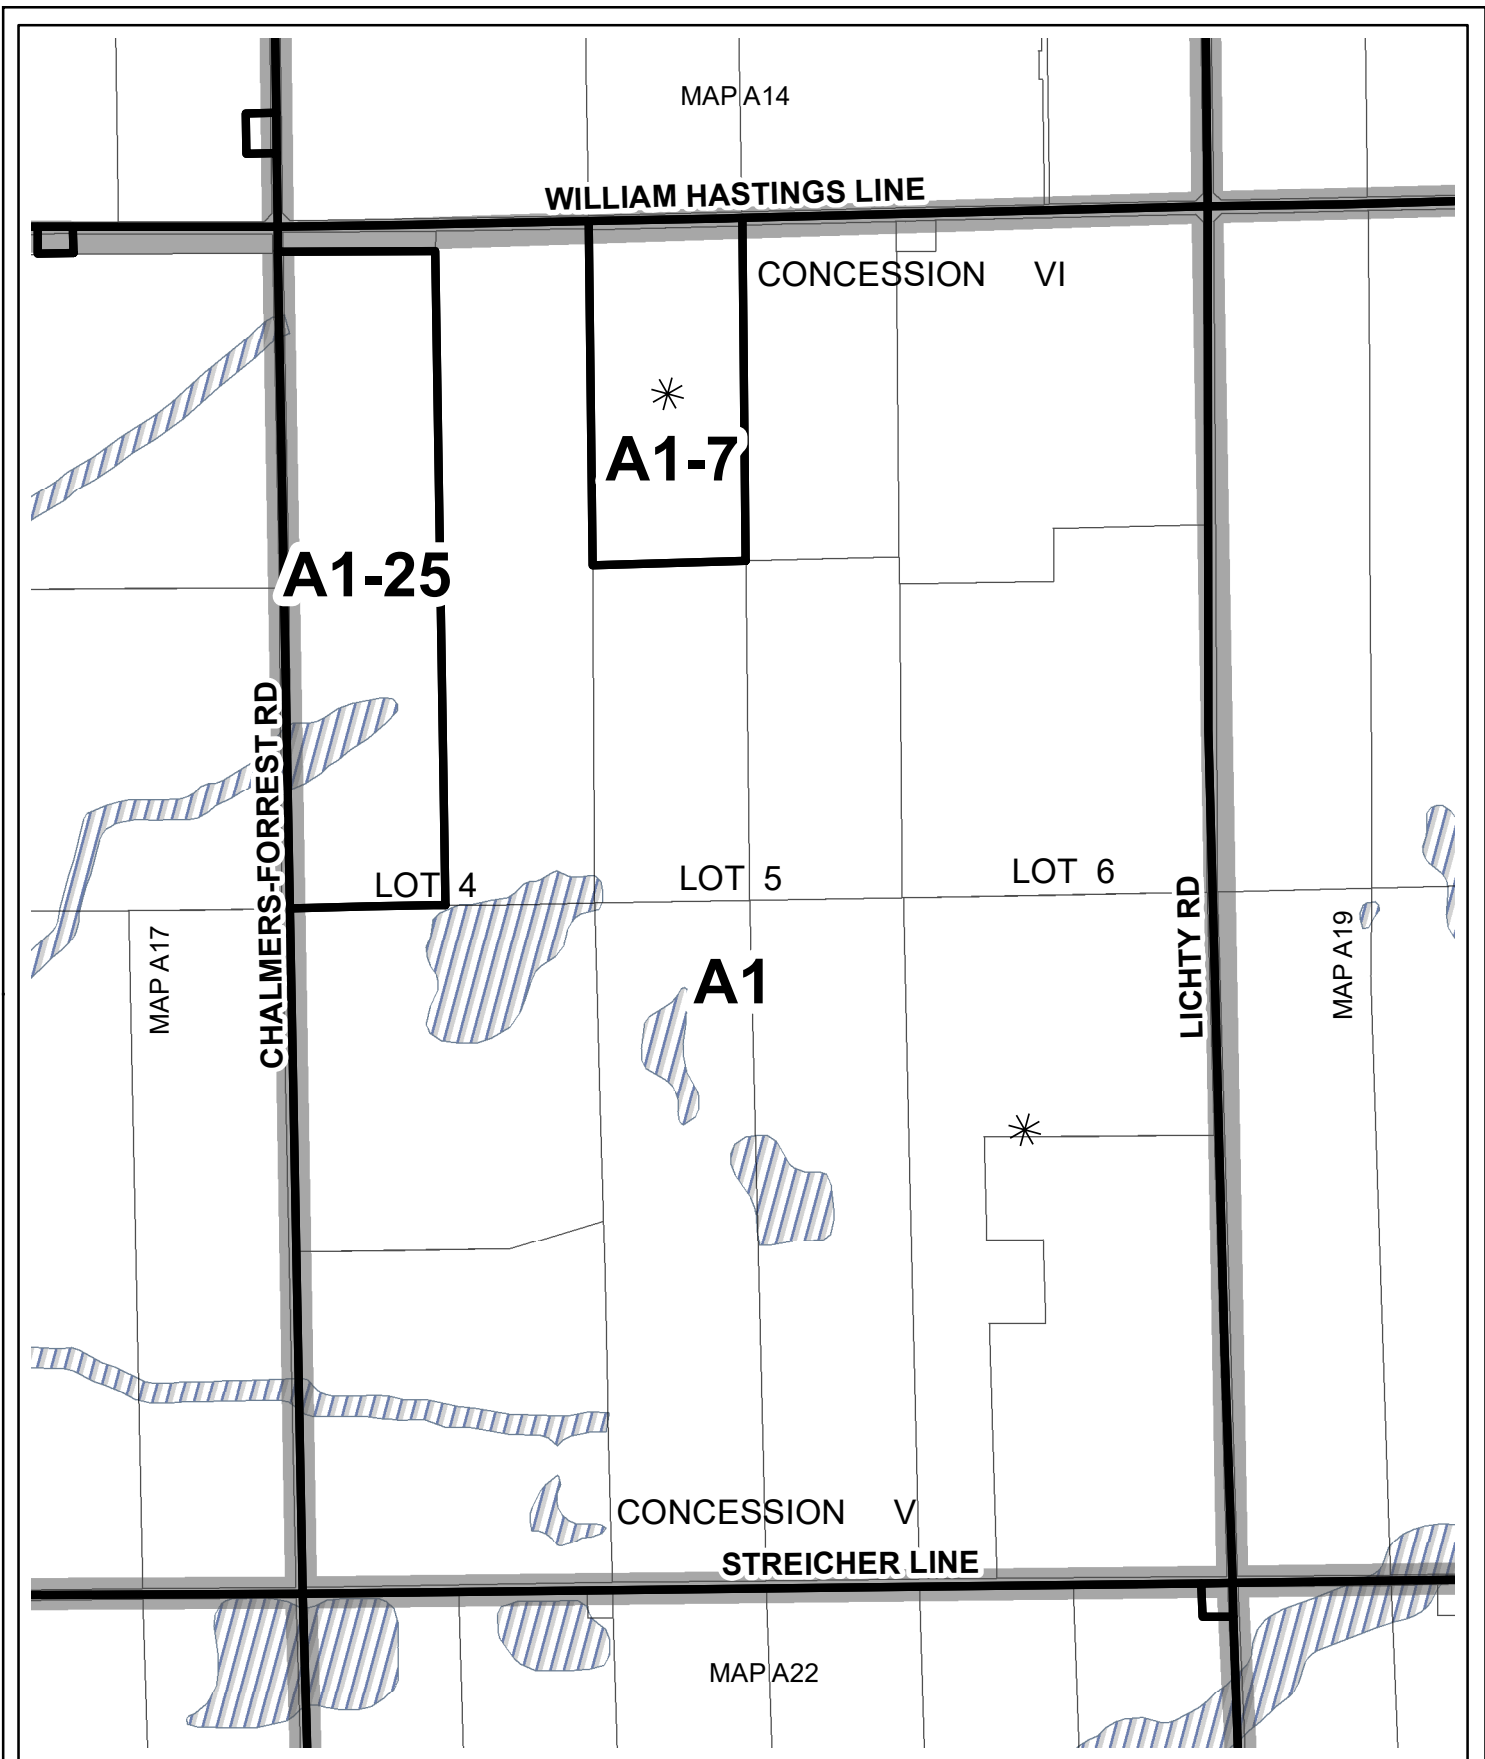 MAP A14
WILLIAM HASTINGS LINE
CONCESSION VI
A1-7
A1-25
CHALMERS-FORREST RD
LOT 4
LOT 5
LOT 6
MAP A17
A1
LICHTY RD
MAP A19
CONCESSION V
STREICHER LINE
MAP A22